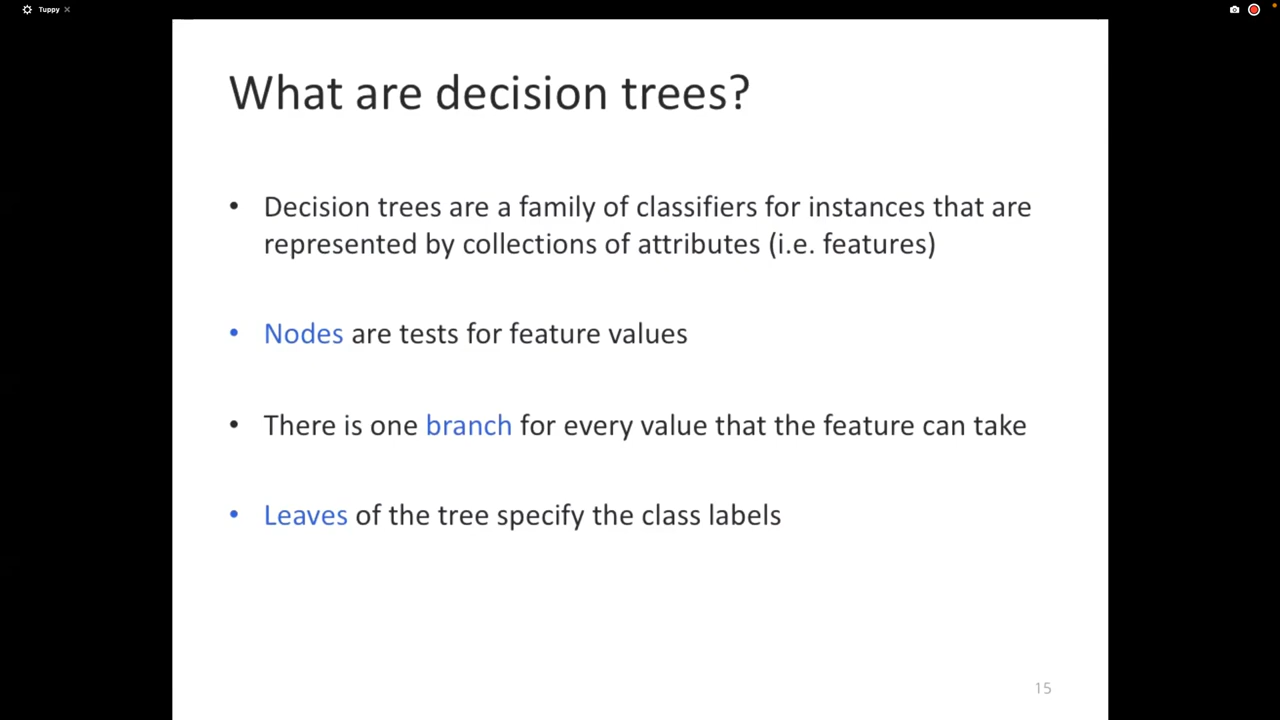 Tuppy
What are decision trees?
• Decision trees are a family of classifiers for instances that are
represented by collections of attributes (i.e. features)
• Nodes are tests for feature values
• There is one branch for every value that the feature can take
• Leaves of the tree specify the class labels
15